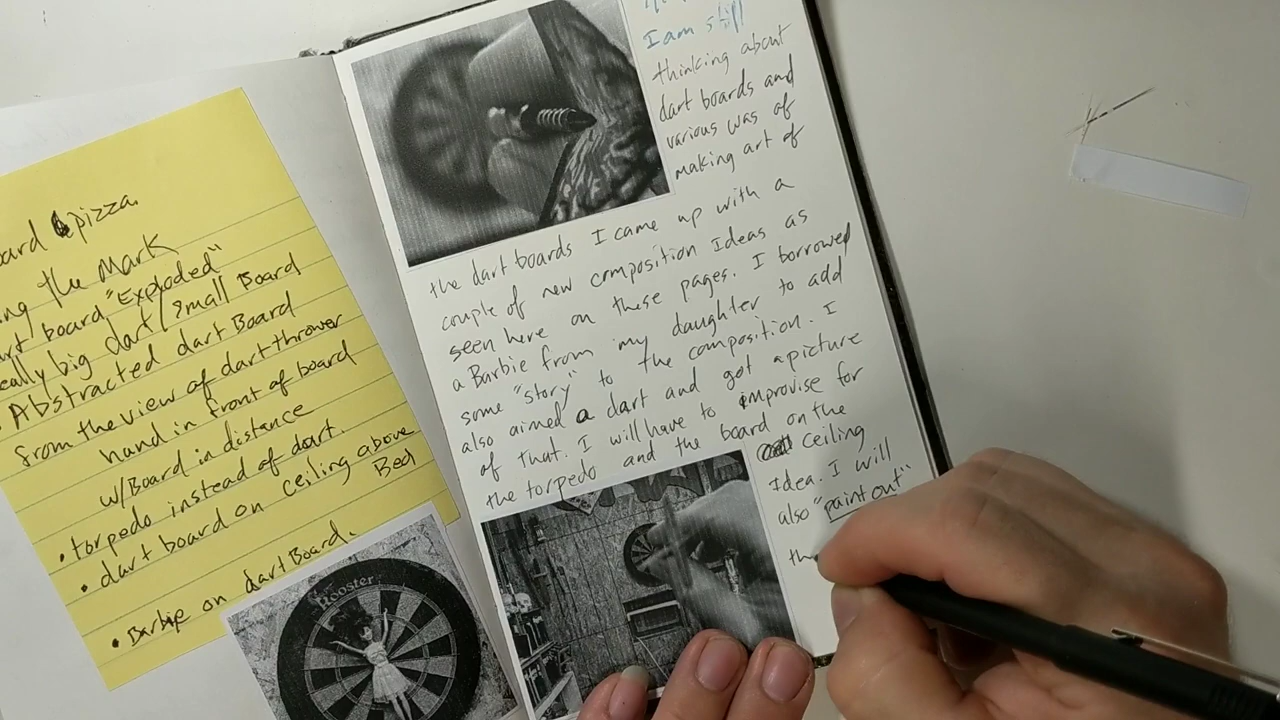 pizza.
the Mark
board "Exploded"
big dart/small Board
Abstracted dart Board
from the view of dart thrower
hand in front of board
w/Board in distance
• torpedo instead of dart.
• dart board on ceiling above
Bed
• Barbie on dartBoard.
Rooster
I am still
thinking about
dart boards and
various was of
making art of
the dart boards I came up with a
couple of new composition Ideas as
seen here on these pages. I borrowed
a Barbie from my daughter to add
some "story" to the composition. I
also aimed a dart and got a picture
of that. I will have to improvise for
the torpedo and the board on the
ceiling
Idea. I will
also "paint out"
th